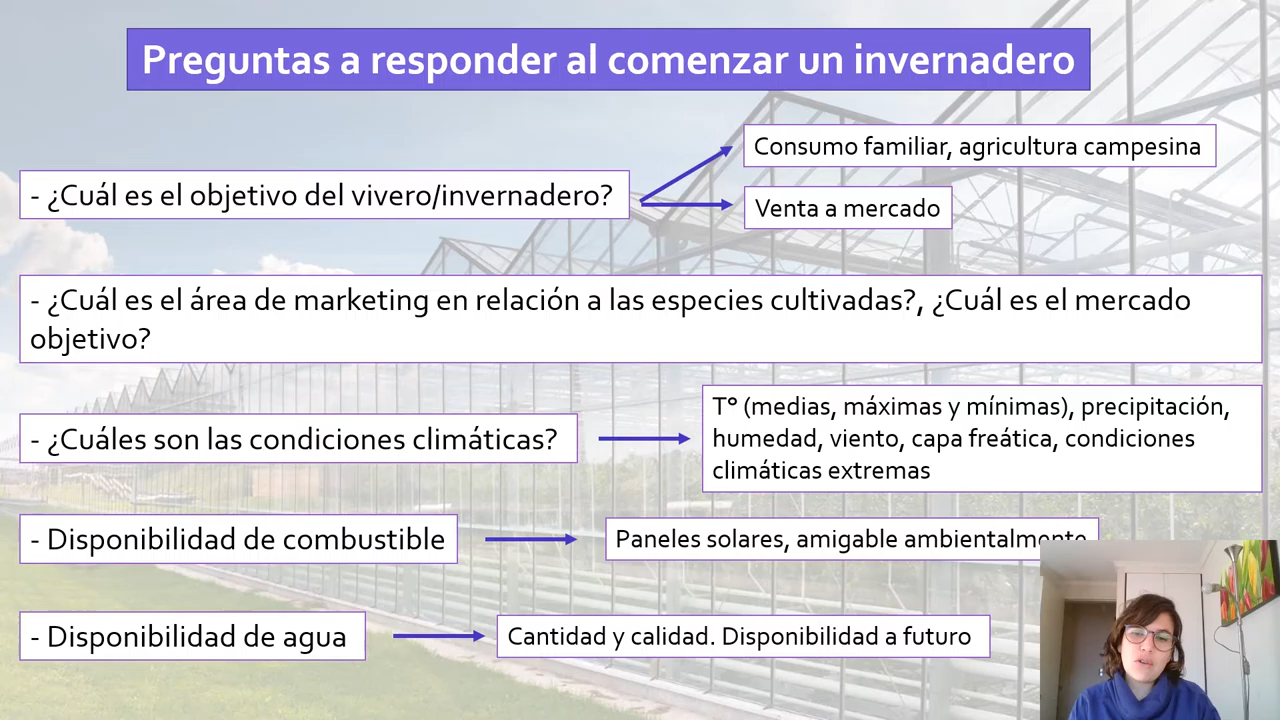 Preguntas a responder al comenzar un invernadero
- ¿Cuál es el objetivo del vivero/invernadero?
Consumo familiar, agricultura campesina
Venta a mercado
- ¿Cuál es el área de marketing en relación a las especies cultivadas?, ¿Cuál es el mercado
objetivo?
- ¿Cuáles son las condiciones climáticas?
T° (medias, máximas y mínimas), precipitación,
humedad, viento, capa freática, condiciones
climáticas extremas
- Disponibilidad de combustible
Paneles solares, amigable ambientalmente
- Disponibilidad de agua
Cantidad y calidad. Disponibilidad a futuro